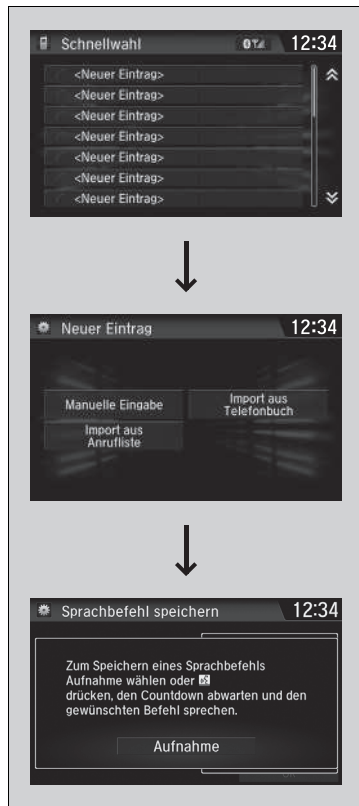 Schnellwahl 12:34
<Neuer Eintrag>
<Neuer Eintrag>
<Neuer Eintrag>
<Neuer Eintrag>
<Neuer Eintrag>
<Neuer Eintrag>
<Neuer Eintrag>
Neuer Eintrag 12:34
Manuelle Eingabe
Import aus
Telefonbuch
Import aus
Anrufliste
Sprachbefehl speichern 12:34
Zum Speichern eines Sprachbefehls
Aufnahme wählen oder
drücken, den Countdown abwarten und den
gewünschten Befehl sprechen.
Aufnahme